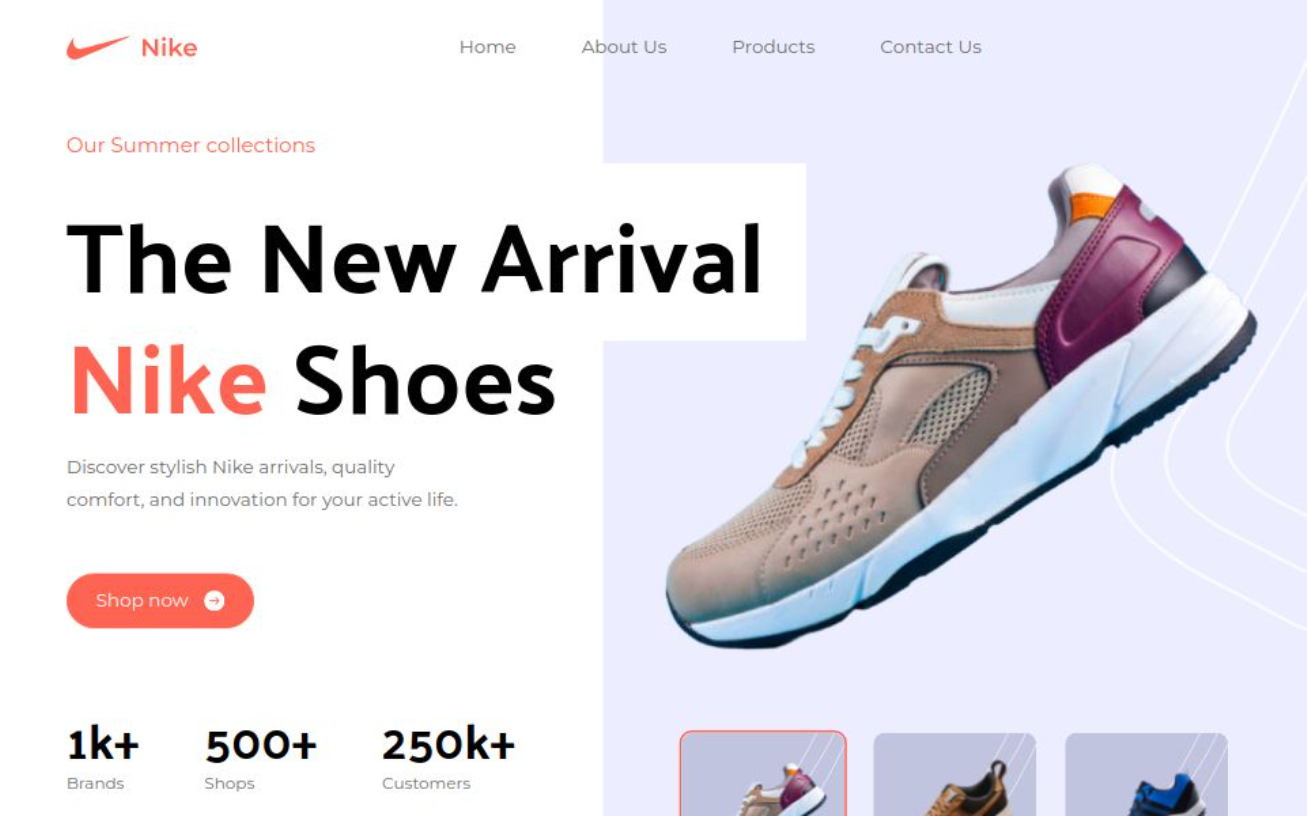 Nike
Home About Us Products Contact Us
Our Summer collections
The New Arrival
Nike Shoes
Discover stylish Nike arrivals, quality
comfort, and innovation for your active life.
Shop now
1k+ 500+ 250k+
Brands Shops Customers